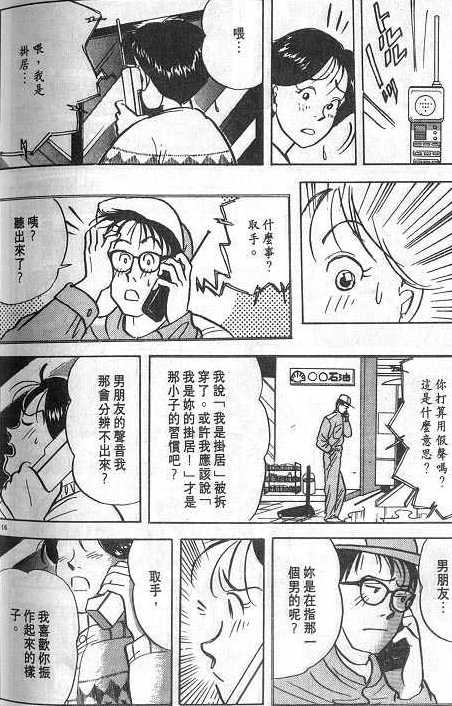 喂…
喂，我是
掛居…
什麼事？
取手。
咦？
聽出來了？
你打算用假聲嗎？
這是什麼意思？
○○石油
我說「我是掛居」被拆
穿了。或許我應該說「
我是妳的掛居！」才是
那小子的習慣吧？
男朋友的聲音我
那會分辨不出來？
男朋友…
妳是在指那一
個男的呢？
取手，
我喜歡你振
作起來的樣
子。
16